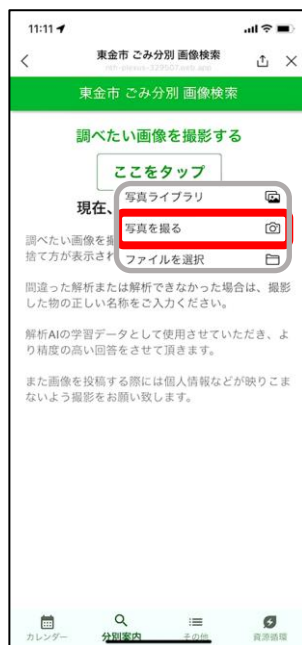 11:11
東金市 ごみ分別 画像検索
東金市 ごみ分別 画像検索
調べたい画像を撮影する
ここをタップ
写真ライブラリ
現在、
写真を撮る
調べたい画像を撮
捨て方が表示され
ファイルを選択
間違った解析または解析できなかった場合は、撮影
した物の正しい名称をご入力ください。
解析AIの学習データとして使用させていただき、よ
り精度の高い回答をさせて頂きます。
また画像を投稿する際には個人情報などが映りこま
ないよう撮影をお願い致します。
カレンダー
分別案内
その他
資源循環